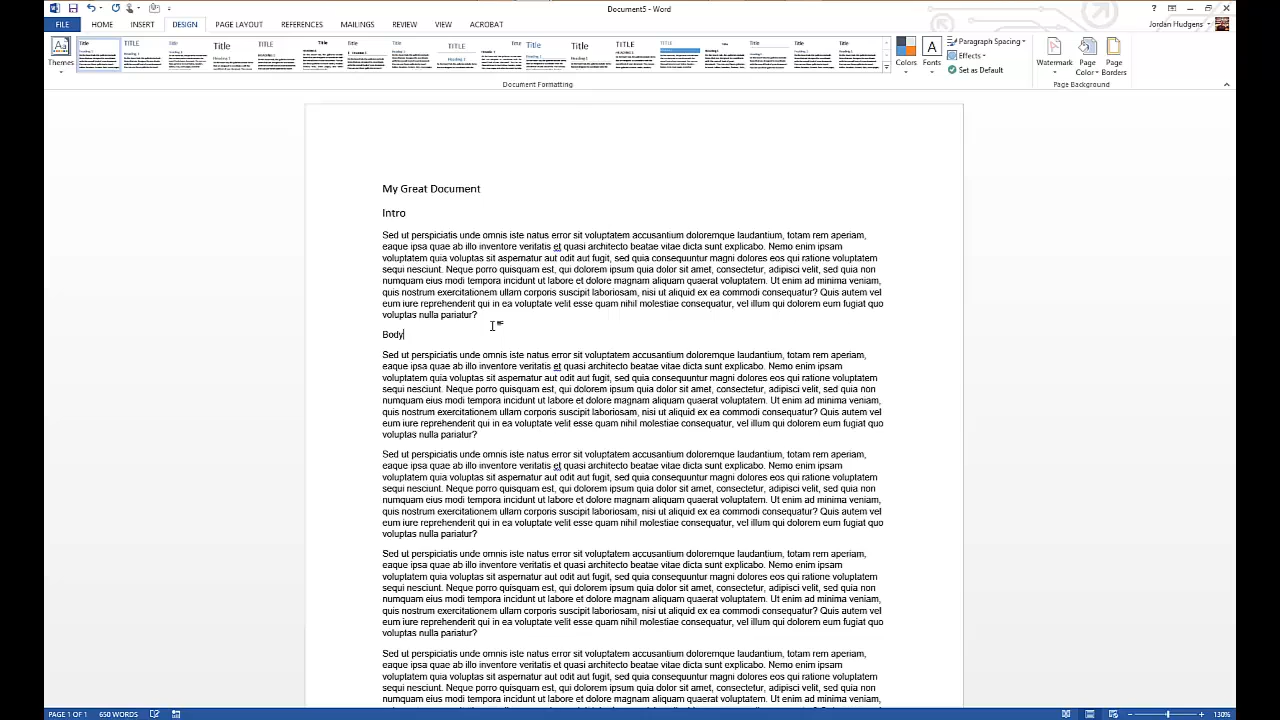 Document5 - Word
Jordan Hudgens
FILE HOME INSERT DESIGN PAGE LAYOUT REFERENCES MAILINGS REVIEW VIEW ACROBAT
Themes
Colors Fonts
Paragraph Spacing
Effects
Set as Default
Watermark Page Color Page Borders
Document Formatting Page Background
My Great Document
Intro
Sed ut perspiciatis unde omnis iste natus error sit voluptatem accusantium doloremque laudantium, totam rem aperiam,
eaque ipsa quae ab illo inventore veritatis et quasi architecto beatae vitae dicta sunt explicabo. Nemo enim ipsam
voluptatem quia voluptas sit aspernatur aut odit aut fugit, sed quia consequuntur magni dolores eos qui ratione voluptatem
sequi nesciunt. Neque porro quisquam est, qui dolorem ipsum quia dolor sit amet, consectetur, adipisci velit, sed quia non
numquam eius modi tempora incidunt ut labore et dolore magnam aliquam quaerat voluptatem. Ut enim ad minima veniam,
quis nostrum exercitationem ullam corporis suscipit laboriosam, nisi ut aliquid ex ea commodi consequatur? Quis autem vel
eum iure reprehenderit qui in ea voluptate velit esse quam nihil molestiae consequatur, vel illum qui dolorem eum fugiat quo
voluptas nulla pariatur?
Body
Sed ut perspiciatis unde omnis iste natus error sit voluptatem accusantium doloremque laudantium, totam rem aperiam,
eaque ipsa quae ab illo inventore veritatis et quasi architecto beatae vitae dicta sunt explicabo. Nemo enim ipsam
voluptatem quia voluptas sit aspernatur aut odit aut fugit, sed quia consequuntur magni dolores eos qui ratione voluptatem
sequi nesciunt. Neque porro quisquam est, qui dolorem ipsum quia dolor sit amet, consectetur, adipisci velit, sed quia non
numquam eius modi tempora incidunt ut labore et dolore magnam aliquam quaerat voluptatem. Ut enim ad minima veniam,
quis nostrum exercitationem ullam corporis suscipit laboriosam, nisi ut aliquid ex ea commodi consequatur? Quis autem vel
eum iure reprehenderit qui in ea voluptate velit esse quam nihil molestiae consequatur, vel illum qui dolorem eum fugiat quo
voluptas nulla pariatur?
Sed ut perspiciatis unde omnis iste natus error sit voluptatem accusantium doloremque laudantium, totam rem aperiam,
eaque ipsa quae ab illo inventore veritatis et quasi architecto beatae vitae dicta sunt explicabo. Nemo enim ipsam
voluptatem quia voluptas sit aspernatur aut odit aut fugit, sed quia consequuntur magni dolores eos qui ratione voluptatem
sequi nesciunt. Neque porro quisquam est, qui dolorem ipsum quia dolor sit amet, consectetur, adipisci velit, sed quia non
numquam eius modi tempora incidunt ut labore et dolore magnam aliquam quaerat voluptatem. Ut enim ad minima veniam,
quis nostrum exercitationem ullam corporis suscipit laboriosam, nisi ut aliquid ex ea commodi consequatur? Quis autem vel
eum iure reprehenderit qui in ea voluptate velit esse quam nihil molestiae consequatur, vel illum qui dolorem eum fugiat quo
voluptas nulla pariatur?
Sed ut perspiciatis unde omnis iste natus error sit voluptatem accusantium doloremque laudantium, totam rem aperiam,
eaque ipsa quae ab illo inventore veritatis et quasi architecto beatae vitae dicta sunt explicabo. Nemo enim ipsam
voluptatem quia voluptas sit aspernatur aut odit aut fugit, sed quia consequuntur magni dolores eos qui ratione voluptatem
sequi nesciunt. Neque porro quisquam est, qui dolorem ipsum quia dolor sit amet, consectetur, adipisci velit, sed quia non
numquam eius modi tempora incidunt ut labore et dolore magnam aliquam quaerat voluptatem. Ut enim ad minima veniam,
quis nostrum exercitationem ullam corporis suscipit laboriosam, nisi ut aliquid ex ea commodi consequatur? Quis autem vel
eum iure reprehenderit qui in ea voluptate velit esse quam nihil molestiae consequatur, vel illum qui dolorem eum fugiat quo
voluptas nulla pariatur?
Sed ut perspiciatis unde omnis iste natus error sit voluptatem accusantium doloremque laudantium, totam rem aperiam,
eaque ipsa quae ab illo inventore veritatis et quasi architecto beatae vitae dicta sunt explicabo. Nemo enim ipsam
voluptatem quia voluptas sit aspernatur aut odit aut fugit, sed quia consequuntur magni dolores eos qui ratione voluptatem
sequi nesciunt. Neque porro quisquam est, qui dolorem ipsum quia dolor sit amet, consectetur, adipisci velit, sed quia non
numquam eius modi tempora incidunt ut labore et dolore magnam aliquam quaerat voluptatem. Ut enim ad minima veniam,
PAGE 1 OF 1 650 WORDS 130%